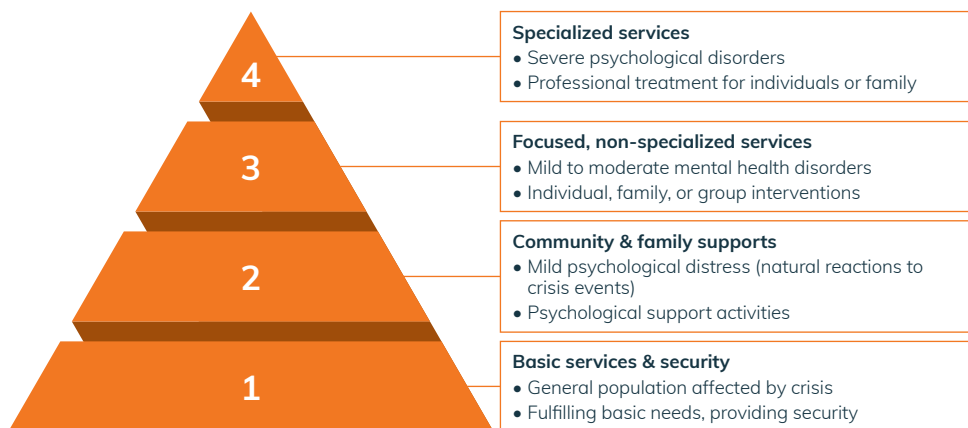 4
Specialized services
• Severe psychological disorders
• Professional treatment for individuals or family
3
Focused, non-specialized services
• Mild to moderate mental health disorders
• Individual, family, or group interventions
2
Community & family supports
• Mild psychological distress (natural reactions to
crisis events)
• Psychological support activities
1
Basic services & security
• General population affected by crisis
• Fulfilling basic needs, providing security